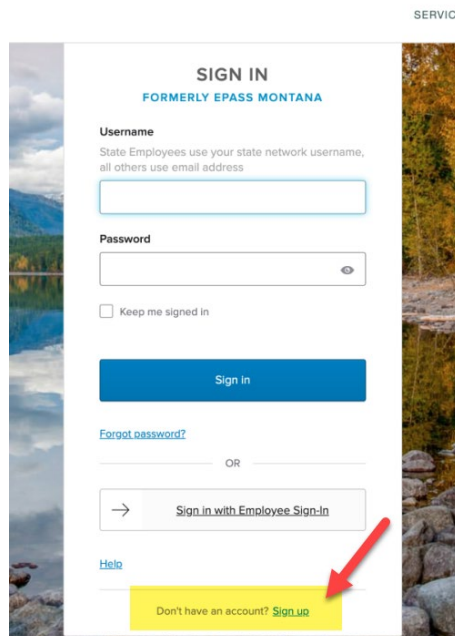 SERVIC
SIGN IN
FORMERLY EPASS MONTANA
Username
State Employees use your state network username,
all others use email address
Password
Keep me signed in
Sign in
Forgot password?
OR
Sign in with Employee Sign-In
Help
Don't have an account? Sign up